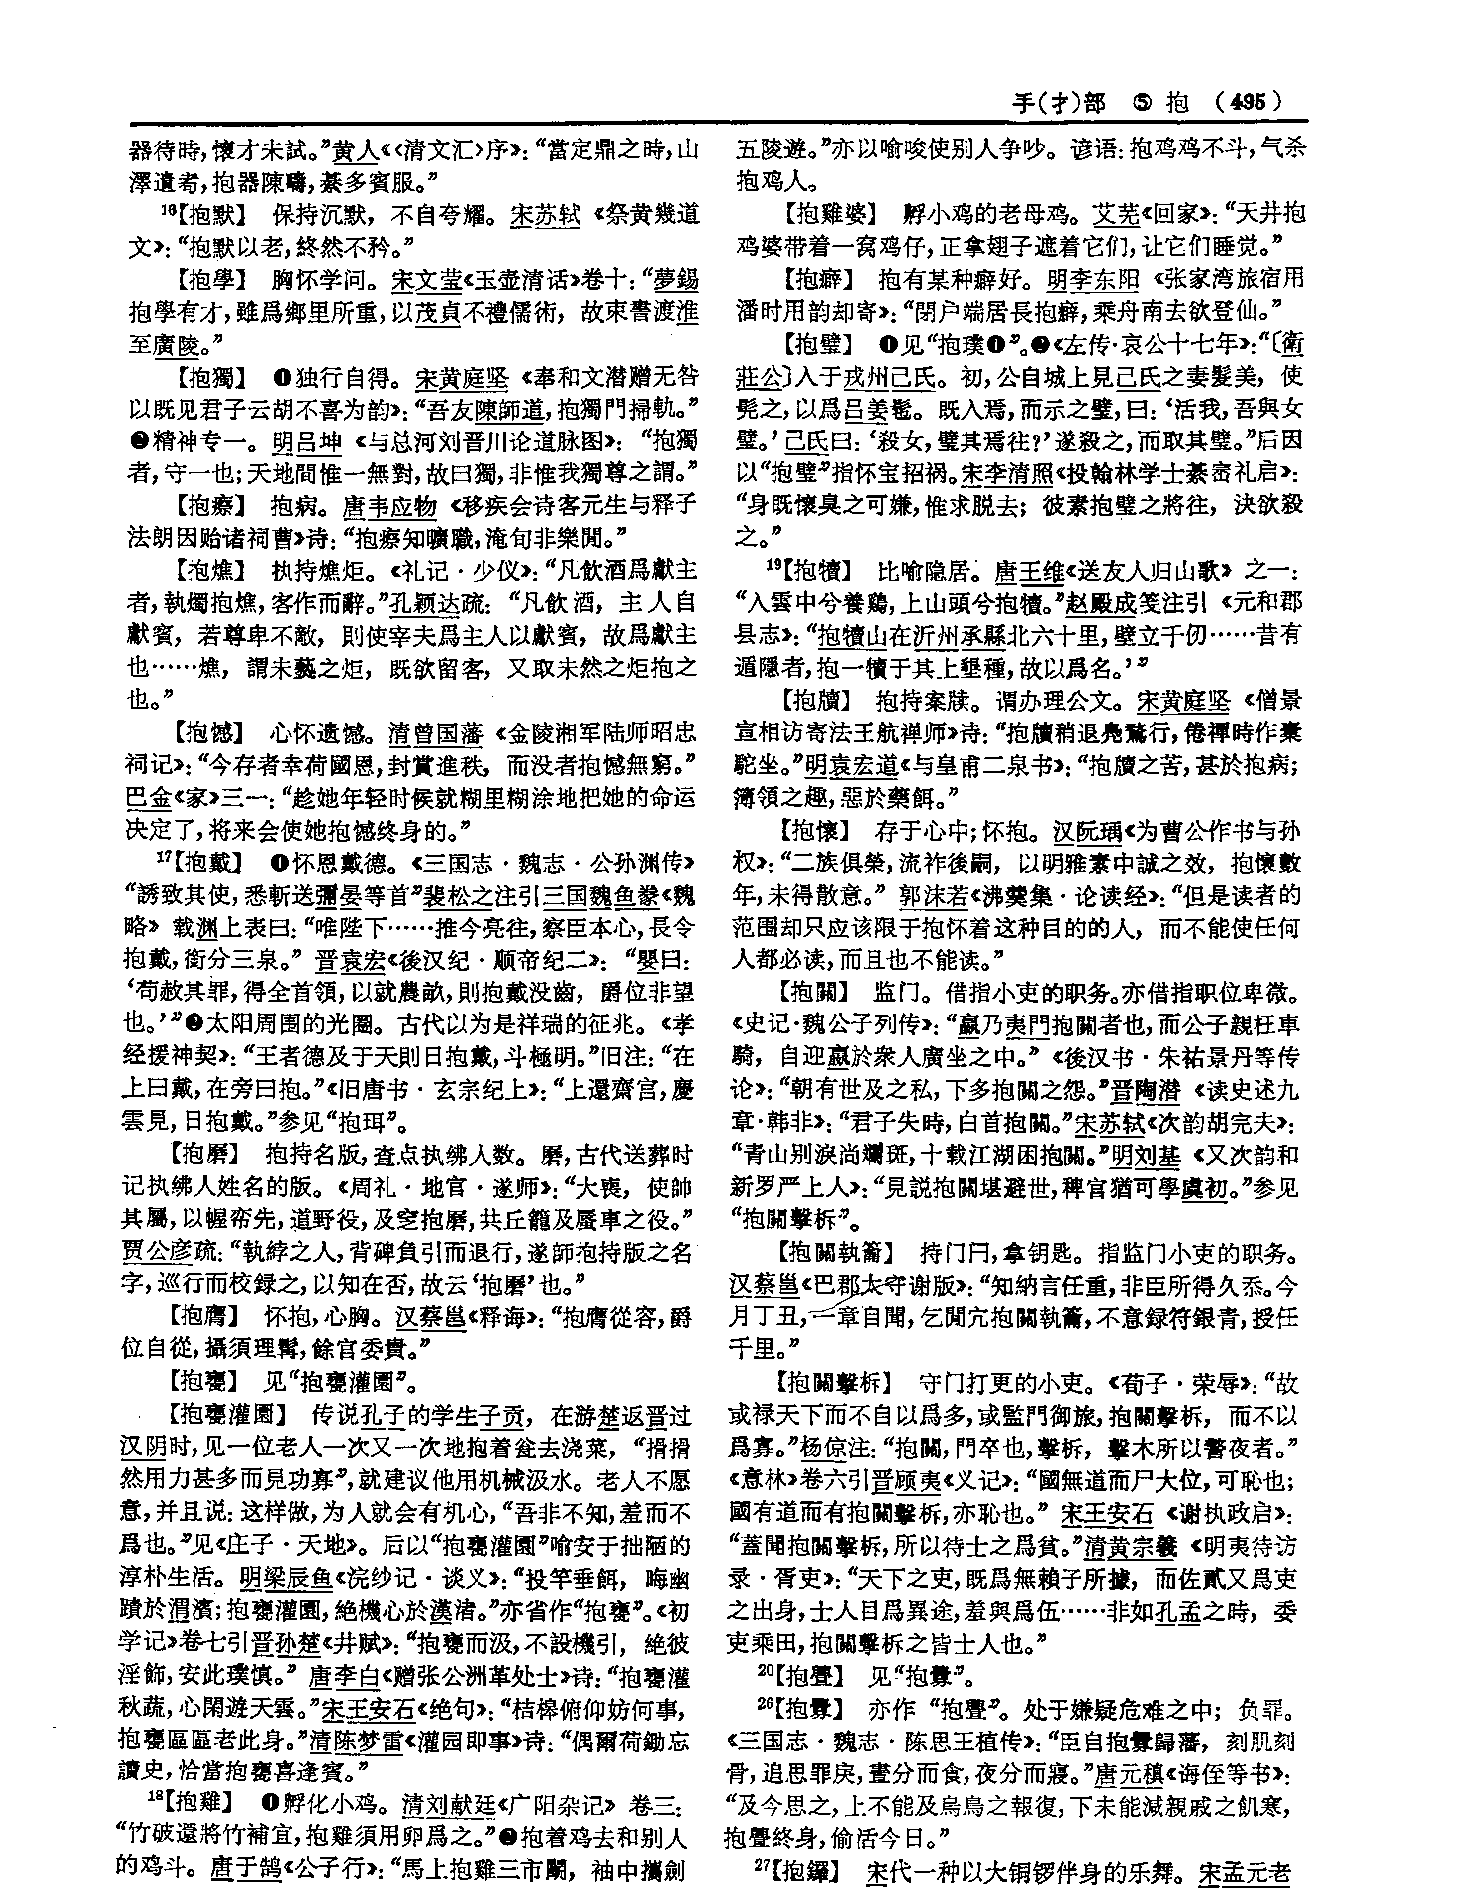 手(扌)部 ⑤ 抱 (495)
器待時,懷才未試。”黄人《〈清文汇〉序》:“當定鼎之時,山
澤遺耇,抱器陳疇,綦多賓服。”
16【抱默】 保持沉默,不自夸耀。宋苏轼《祭黄幾道
文》:“抱默以老,終然不矜。”
【抱學】 胸怀学问。宋文莹《玉壶清话》卷十:“夢錫
抱學有才,雖爲鄉里所重,以茂貞不禮儒術,故束書渡淮
至廣陵。”
【抱獨】 ❶独行自得。宋黄庭坚《奉和文潜赠无咎
以既见君子云胡不喜为韵》:“吾友陳師道,抱獨門掃軌。”
❷精神专一。明吕坤《与总河刘晋川论道脉图》:“抱獨
者,守一也;天地間惟一無對,故曰獨,非惟我獨尊之謂。”
【抱瘵】 抱病。唐韦应物《移疾会诗客元生与释子
法朗因贻诸祠曹》诗:“抱瘵知曠職,淹旬非樂閒。”
【抱燋】 执持燋炬。《礼记·少仪》:“凡飲酒爲獻主
者,執燭抱燋,客作而辭。”孔颖达疏:“凡飲酒,主人自
獻賓,若尊卑不敵,則使宰夫爲主人以獻賓,故爲獻主
也……燋,謂未爇之炬,既欲留客,又取未然之炬抱之
也。”
【抱憾】 心怀遗憾。清曾国藩《金陵湘军陆师昭忠
祠记》:“今存者幸荷國恩,封賞進秩,而没者抱憾無窮。”
巴金《家》三一:“趁她年轻时候就糊里糊涂地把她的命运
决定了,将来会使她抱憾终身的。”
17【抱戴】 ❶怀恩戴德。《三国志·魏志·公孙渊传》
“誘致其使,悉斬送彌晏等首”裴松之注引三国魏鱼豢《魏
略》载渊上表曰:“唯陛下……推今亮往,察臣本心,長令
抱戴,銜分三泉。”晋袁宏《後汉纪·顺帝纪二》:“嬰曰:
‘苟赦其罪,得全首領,以就農畝,則抱戴没齒,爵位非望
也。’”❷太阳周围的光圈。古代以为是祥瑞的征兆。《孝
经援神契》:“王者德及于天則日抱戴,斗極明。”旧注:“在
上曰戴,在旁曰抱。”《旧唐书·玄宗纪上》:“上還齋宫,慶
雲見,日抱戴。”参见“抱珥”。
【抱磿】 抱持名版,查点执绋人数。磿,古代送葬时
记执绋人姓名的版。《周礼·地官·遂师》:“大喪,使帥
其屬,以幄帟先,道野役,及窆抱磿,共丘籠及蜃車之役。”
贾公彦疏:“執綍之人,背碑負引而退行,遂師抱持版之名
字,巡行而校録之,以知在否,故云‘抱磿’也。”
【抱膺】 怀抱,心胸。汉蔡邕《释诲》:“抱膺從容,爵
位自從,攝須理髯,餘官委貴。”
【抱甕】 见“抱甕灌園”。
【抱甕灌園】 传说孔子的学生子贡,在游楚返晋过
汉阴时,见一位老人一次又一次地抱着瓮去浇菜,“搰搰
然用力甚多而見功寡”,就建议他用机械汲水。老人不愿
意,并且说:这样做,为人就会有机心,“吾非不知,羞而不
爲也。”见《庄子·天地》。后以“抱甕灌園”喻安于拙陋的
淳朴生活。明梁辰鱼《浣纱记·谈义》:“投竿垂餌,晦幽
蹟於渭濱;抱甕灌園,絶機心於漢渚。”亦省作“抱甕”。《初
学记》卷七引晋孙楚《井赋》:“抱甕而汲,不設機引,絶彼
淫飾,安此璞慎。”唐李白《赠张公洲革处士》诗:“抱甕灌
秋蔬,心閑遊天雲。”宋王安石《绝句》:“桔槔俯仰妨何事,
抱甕區區老此身。”清陈梦雷《灌园即事》诗:“偶爾荷鋤忘
讀史,恰當抱甕喜逢賓。”
18【抱雞】 ❶孵化小鸡。清刘献廷《广阳杂记》卷三:
“竹破還將竹補宜,抱雞須用卵爲之。”❷抱着鸡去和别人
的鸡斗。唐于鹄《公子行》:“馬上抱雞三市鬭,袖中攜劍
五陵遊。”亦以喻唆使别人争吵。谚语:抱鸡鸡不斗,气杀
抱鸡人。
【抱雞婆】 孵小鸡的老母鸡。艾芜《回家》:“天井抱
鸡婆带着一窝鸡仔,正拿翅子遮着它们,让它们睡觉。”
【抱癖】 抱有某种癖好。明李东阳《张家湾旅宿用
潘时用韵却寄》:“閉户端居長抱癖,乘舟南去欲登仙。”
【抱璧】 ❶见“抱璞❶”。❷《左传·哀公十七年》:“〔衛
莊公〕入于戎州己氏。初,公自城上見己氏之妻髮美,使
髡之,以爲吕姜髢。既入焉,而示之璧,曰:‘活我,吾與女
璧。’己氏曰:‘殺女,璧其焉往?’遂殺之,而取其璧。”后因
以“抱璧”指怀宝招祸。宋李清照《投翰林学士綦崈礼启》:
“身既懷臭之可嫌,惟求脱去;彼素抱璧之將往,決欲殺
之。”
19【抱犢】 比喻隐居。唐王维《送友人归山歌》之一:
“入雲中兮養鷄,上山頭兮抱犢。”赵殿成笺注引《元和郡
县志》:“抱犢山在沂州承縣北六十里,壁立千仞……昔有
遁隱者,抱一犢于其上墾種,故以爲名。’”
【抱牘】 抱持案牍。谓办理公文。宋黄庭坚《僧景
宣相访寄法王航禅师》诗:“抱牘稍退鳧鶩行,倦禪時作橐
駝坐。”明袁宏道《与皇甫二泉书》:“抱牘之苦,甚於抱病;
簿領之趣,惡於藥餌。”
【抱懷】 存于心中;怀抱。汉阮瑀《为曹公作书与孙
权》:“二族俱榮,流祚後嗣,以明雅素中誠之效,抱懷數
年,未得散意。”郭沫若《沸羹集·论读经》:“但是读者的
范围却只应该限于抱怀着这种目的的人,而不能使任何
人都必读,而且也不能读。”
【抱關】 监门。借指小吏的职务。亦借指职位卑微。
《史记·魏公子列传》:“嬴乃夷門抱關者也,而公子親枉車
騎,自迎嬴於衆人廣坐之中。”《後汉书·朱祐景丹等传
论》:“朝有世及之私,下多抱關之怨。”晋陶潜《读史述九
章·韩非》:“君子失時,白首抱關。”宋苏轼《次韵胡完夫》:
“青山别淚尚斕斑,十载江湖困抱關。”明刘基《又次韵和
新罗严上人》:“見説抱關堪避世,稗官猶可學虞初。”参见
“抱關擊柝”。
【抱關執籥】 持门闩,拿钥匙。指监门小吏的职务。
汉蔡邕《巴郡太守谢版》:“知納言任重,非臣所得久忝。今
月丁丑,一章自聞,乞閒宂抱關執籥,不意録符銀青,授任
千里。”
【抱關擊柝】 守门打更的小吏。《荀子·荣辱》:“故
或禄天下而不自以爲多,或監門御旅,抱關擊柝,而不以
爲寡。”杨倞注:“抱關,門卒也,擊柝,擊木所以警夜者。”
《意林》卷六引晋顾夷《义记》:“國無道而尸大位,可恥也;
國有道而有抱關擊柝,亦恥也。”宋王安石《谢执政启》:
“蓋聞抱關擊柝,所以待士之爲貧。”清黄宗羲《明夷待访
录·胥吏》:“天下之吏,既爲無賴子所據,而佐貳又爲吏
之出身,士人目爲異途,羞與爲伍……非如孔孟之時,委
吏乘田,抱關擊柝之皆士人也。”
20【抱舋】 见“抱釁”。
26【抱釁】 亦作“抱舋”。处于嫌疑危难之中;负罪。
《三国志·魏志·陈思王植传》:“臣自抱釁歸藩,刻肌刻
骨,追思罪戾,晝分而食,夜分而寢。”唐元稹《诲侄等书》:
“及今思之,上不能及烏鳥之報復,下未能減親戚之飢寒,
抱舋終身,偷活今日。”
27【抱鑼】 宋代一种以大铜锣伴身的乐舞。宋孟元老